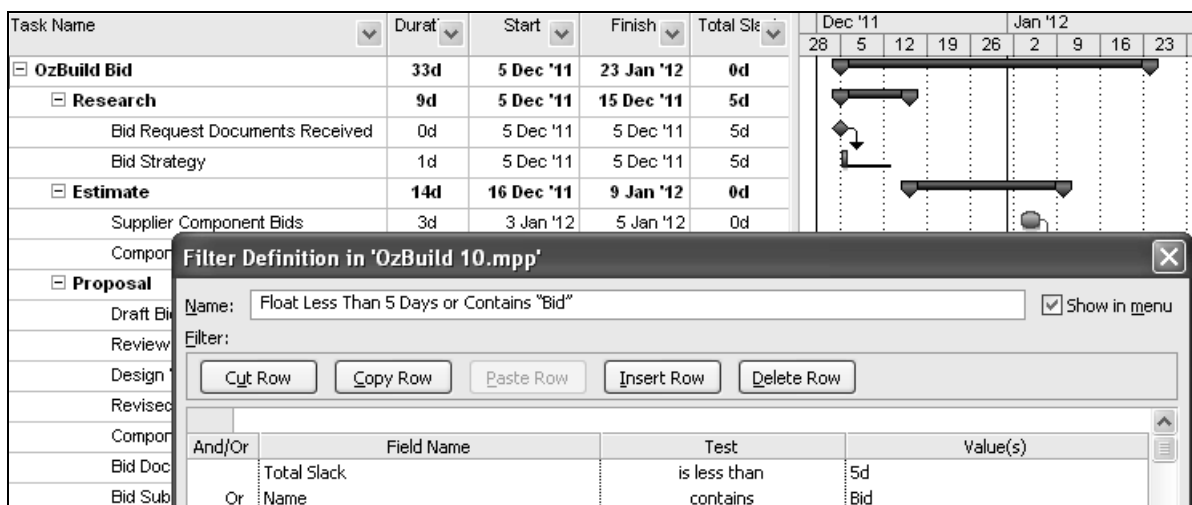 Task Name Durat Start Finish Total Sla Dec '11 Jan '12
28 5 12 19 26 2 9 16 23
OzBuild Bid 33d 5 Dec '11 23 Jan '12 0d
Research 9d 5 Dec '11 15 Dec '11 5d
Bid Request Documents Received 0d 5 Dec '11 5 Dec '11 5d
Bid Strategy 1d 5 Dec '11 5 Dec '11 5d
Estimate 14d 16 Dec '11 9 Jan '12 0d
Supplier Component Bids 3d 3 Jan '12 5 Jan '12 0d
Compor
Proposal
Draft Bi
Review
Design
Revised
Compor
Bid Doc
Bid Sub
Filter Definition in 'OzBuild 10.mpp'
Name: Float Less Than 5 Days or Contains "Bid" Show in menu
Filter:
Cut Row Copy Row Paste Row Insert Row Delete Row
And/Or Field Name Test Value(s)
Total Slack is less than 5d
Or Name contains Bid